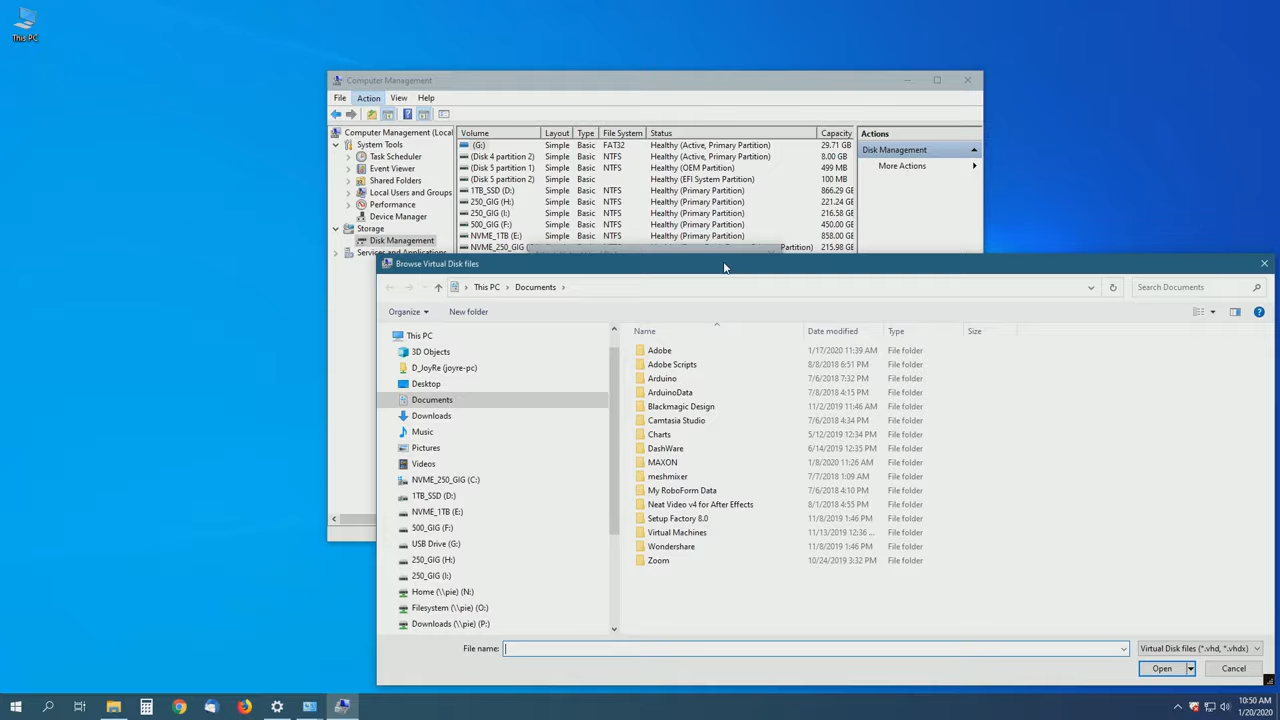 This PC
Computer Management
File Action View Help
Computer Management (Local
System Tools
Task Scheduler
Event Viewer
Shared Folders
Local Users and Groups
Performance
Device Manager
Storage
Disk Management
Services and Applications
Volume Layout Type File System Status Capacity
(G:) Simple Basic FAT32 Healthy (Active, Primary Partition) 29.71 GB
(Disk 4 partition 2) Simple Basic NTFS Healthy (Active, Primary Partition) 8.00 GB
(Disk 5 partition 1) Simple Basic NTFS Healthy (OEM Partition) 499 MB
(Disk 5 partition 2) Simple Basic Healthy (EFI System Partition) 100 MB
1TB_SSD (D:) Simple Basic NTFS Healthy (Primary Partition) 866.29 GB
250_GIG (H:) Simple Basic NTFS Healthy (Primary Partition) 221.24 GB
250_GIG (I:) Simple Basic NTFS Healthy (Primary Partition) 216.58 GB
500_GIG (F:) Simple Basic NTFS Healthy (Primary Partition) 450.00 GB
NVME_1TB (E:) Simple Basic NTFS Healthy (Primary Partition) 858.00 GB
NVME_250_GIG ( Partition) 215.98 GB
Actions
Disk Management
More Actions
Browse Virtual Disk files
This PC Documents
Search Documents
Organize New folder
This PC
3D Objects
D_JoyRe (joyre-pc)
Desktop
Documents
Downloads
Music
Pictures
Videos
NVME_250_GIG (C:)
1TB_SSD (D:)
NVME_1TB (E:)
500_GIG (F:)
USB Drive (G:)
250_GIG (H:)
250_GIG (I:)
Home (\\pie) (N:)
Filesystem (\\pie) (O:)
Downloads (\\pie) (P:)
Name Date modified Type Size
Adobe 1/17/2020 11:39 AM File folder
Adobe Scripts 8/8/2018 6:51 PM File folder
Arduino 7/6/2018 7:32 PM File folder
ArduinoData 7/8/2018 4:15 PM File folder
Blackmagic Design 11/2/2019 11:46 AM File folder
Camtasia Studio 7/6/2018 4:34 PM File folder
Charts 5/12/2019 12:34 PM File folder
DashWare 6/14/2019 12:35 PM File folder
MAXON 1/8/2020 11:26 AM File folder
meshmixer 7/7/2018 1:09 AM File folder
My RoboForm Data 7/6/2018 4:10 PM File folder
Neat Video v4 for After Effects 8/1/2018 4:55 PM File folder
Setup Factory 8.0 11/8/2019 1:46 PM File folder
Virtual Machines 11/13/2019 12:36 ... File folder
Wondershare 11/8/2019 1:46 PM File folder
Zoom 10/24/2019 3:32 PM File folder
File name: Virtual Disk files (*.vhd, *.vhdx)
Open Cancel
10:50 AM
1/20/2020